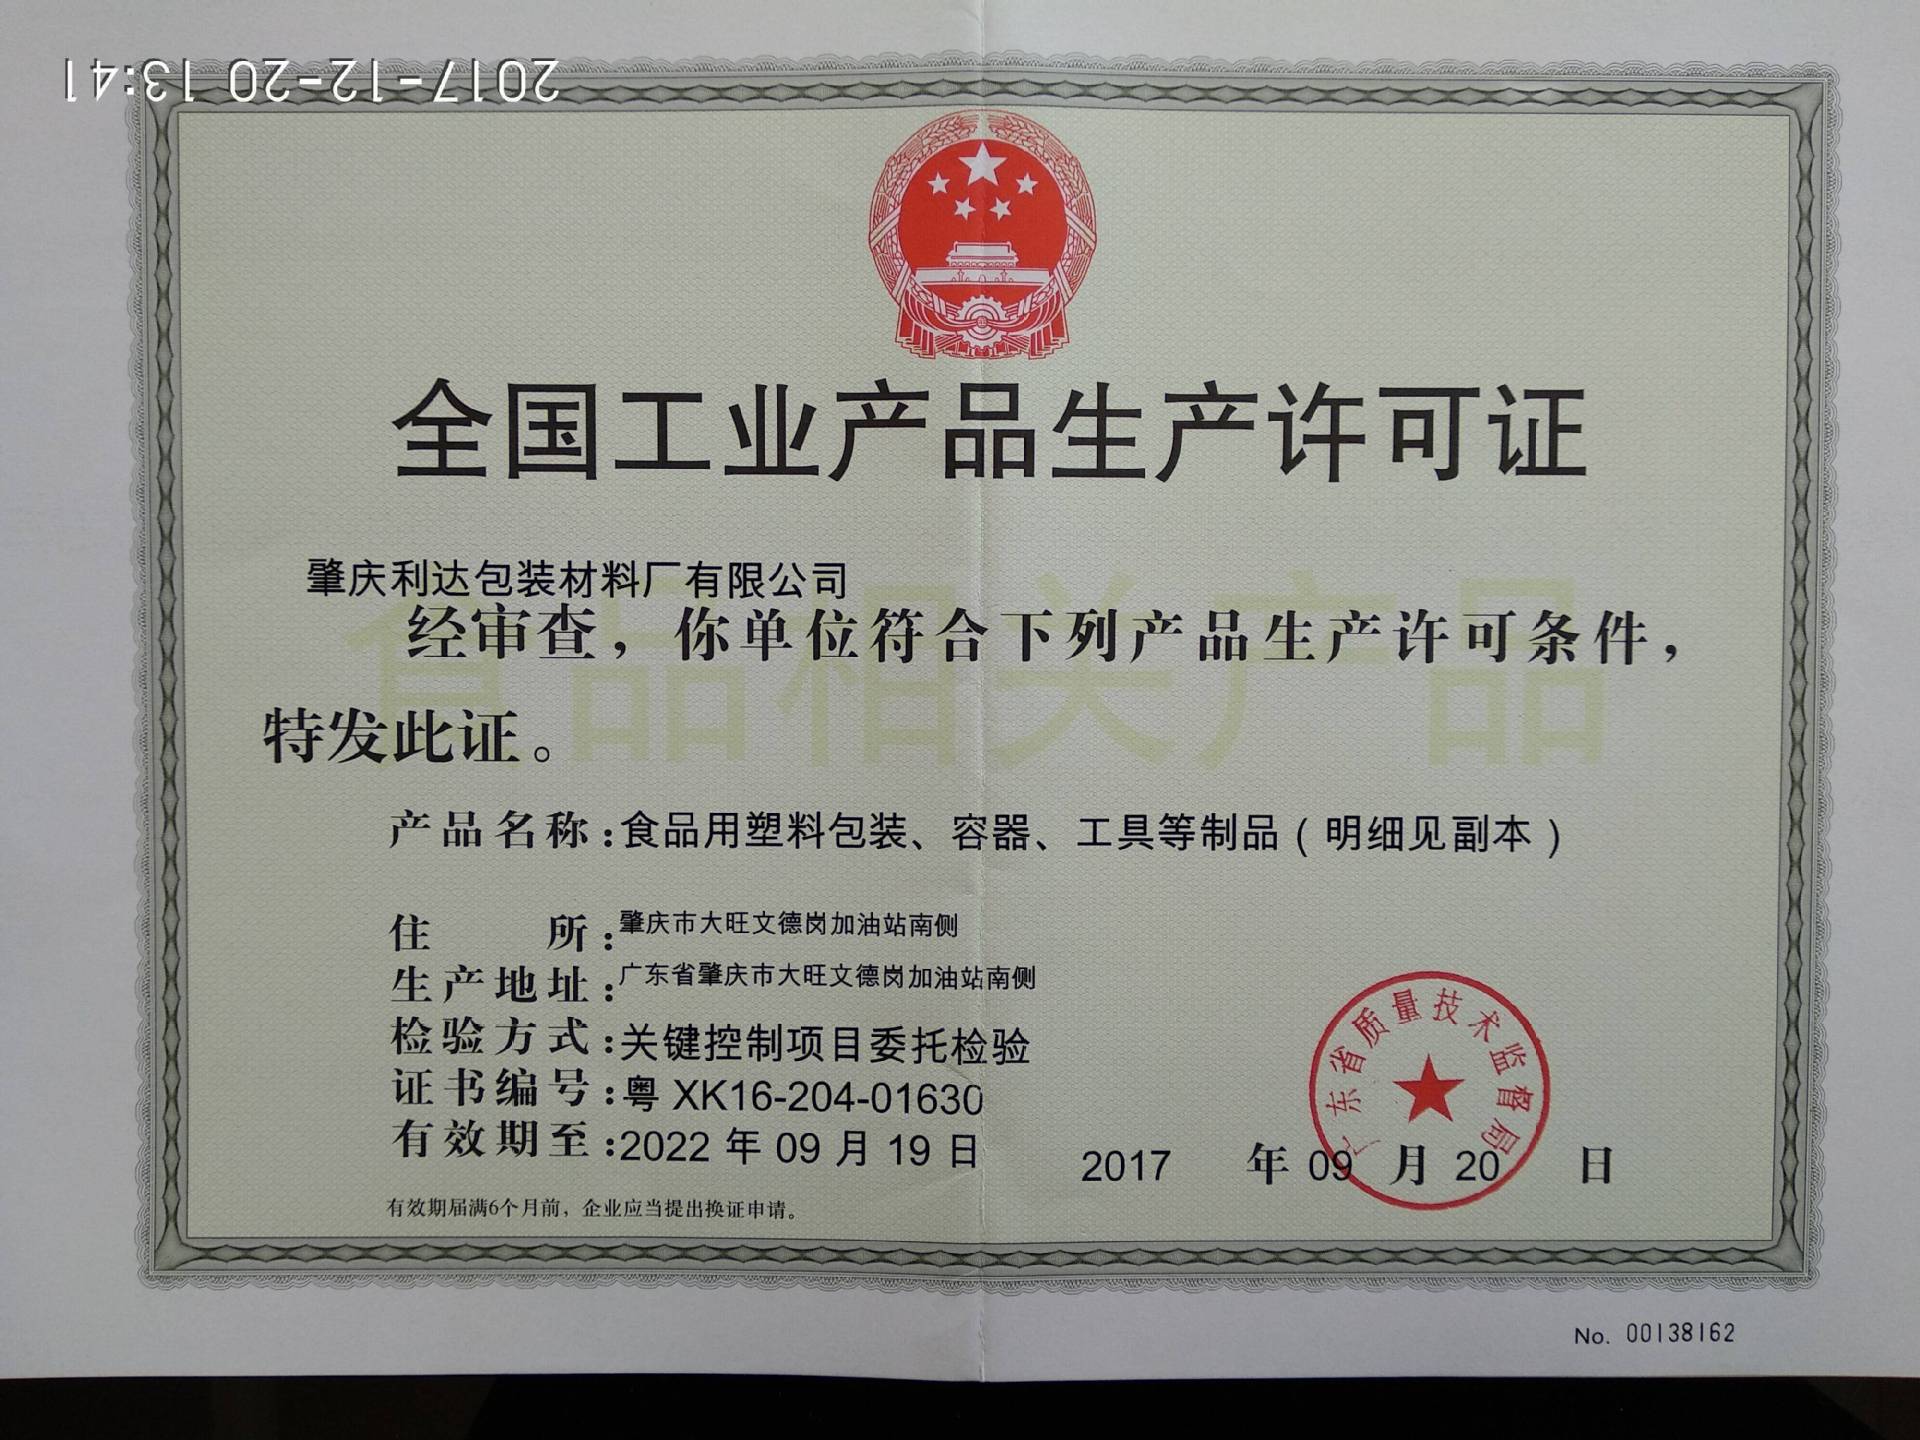 2017-12-20 13:41
全国工业产品生产许可证
肇庆利达包装材料厂有限公司
食品相关产品
经审查，你单位符合下列产品生产许可条件，
特发此证。
产品名称：食品用塑料包装、容器、工具等制品（明细见副本）
住所：肇庆市大旺文德岗加油站南侧
生产地址：广东省肇庆市大旺文德岗加油站南侧
检验方式：关键控制项目委托检验
证书编号：粤 XK16-204-01630
有效期至：2022 年 09 月 19 日
广东省质量技术监督局
2017 年 09 月 20 日
有效期届满6个月前，企业应当提出换证申请。
No. 00138162